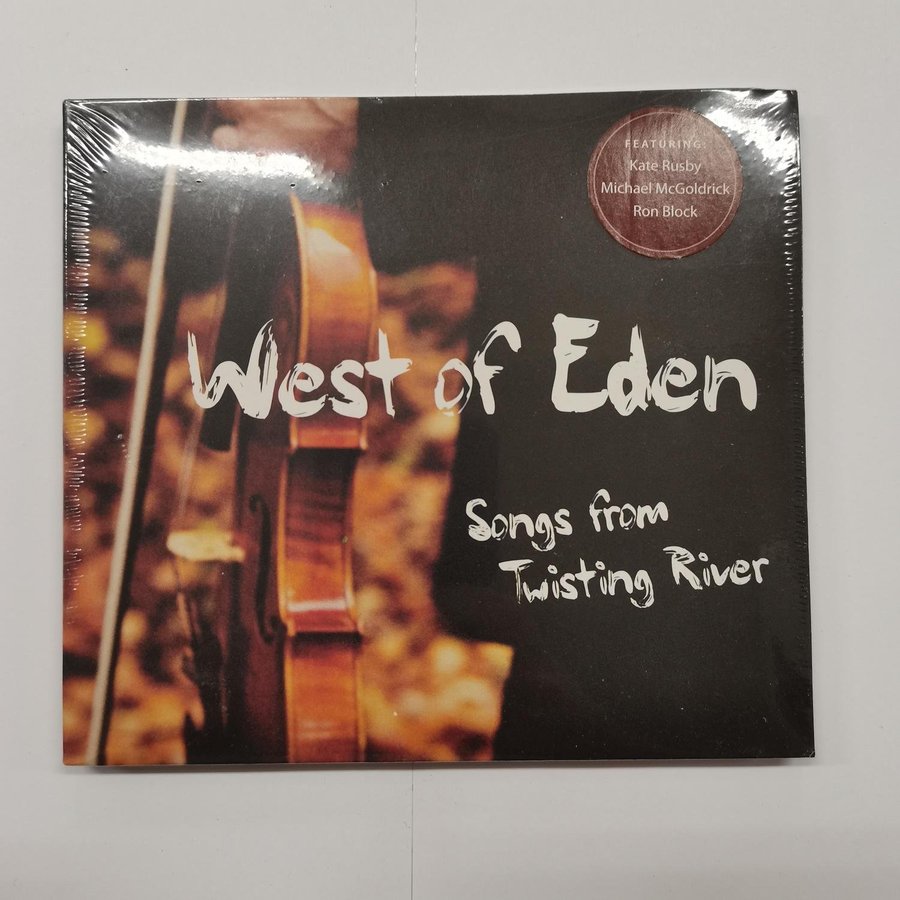 FEATURING:
Kate Rusby
Michael McGoldrick
Ron Block
West of Eden
Songs from
Twisting River